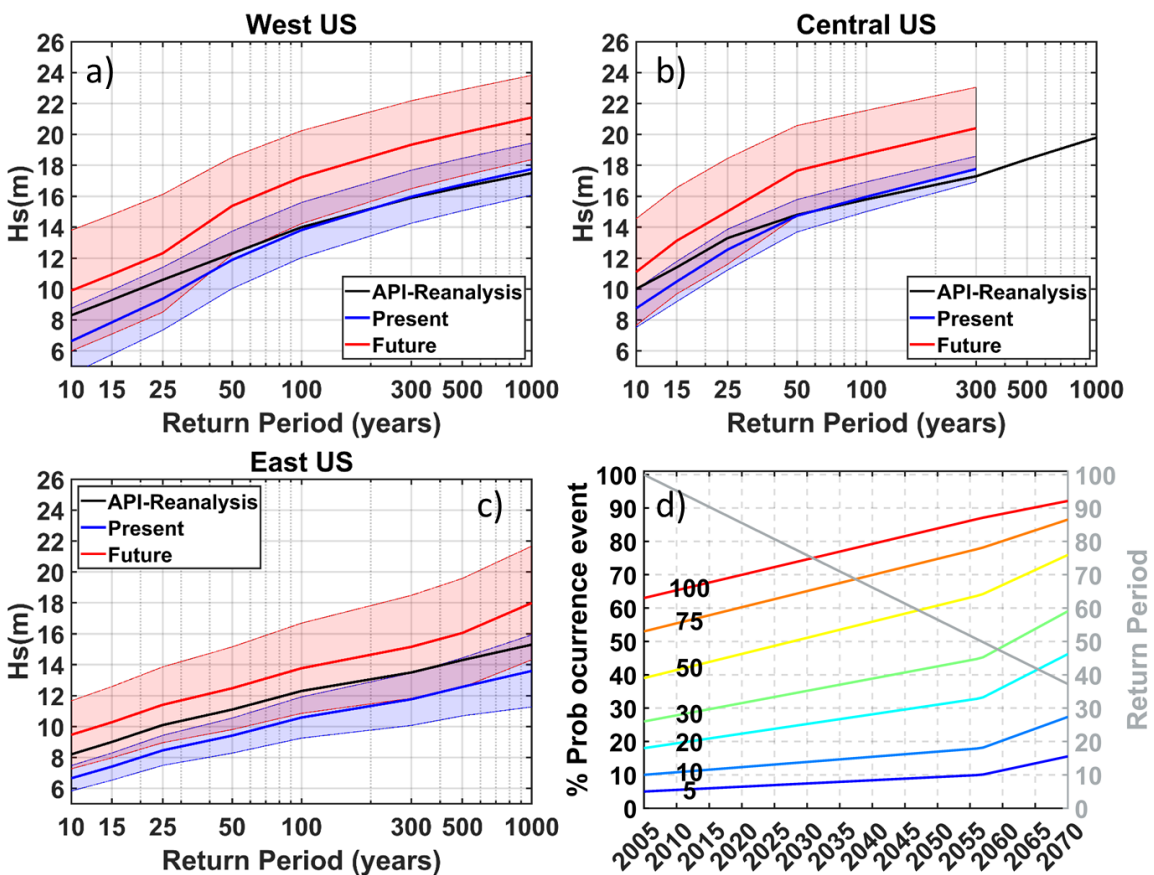 West US
a)
26
24
22
20
18
16
14
12
10
8
6
Hs(m)
API-Reanalysis
Present
Future
10 15 25 50 100 300 500 1000
Return Period (years)
Central US
b)
26
24
22
20
18
16
14
12
10
8
6
Hs(m)
API-Reanalysis
Present
Future
10 15 25 50 100 300 500 1000
Return Period (years)
East US
c)
26
24
22
20
18
16
14
12
10
8
6
Hs(m)
API-Reanalysis
Present
Future
10 15 25 50 100 300 500 1000
Return Period (years)
d)
100
90
80
70
60
50
40
30
20
10
0
% Prob ocurrence event
100
75
50
30
20
10
5
100
90
80
70
60
50
40
30
20
10
0
Return Period
2005 2010 2015 2020 2025 2030 2035 2040 2045 2050 2055 2060 2065 2070